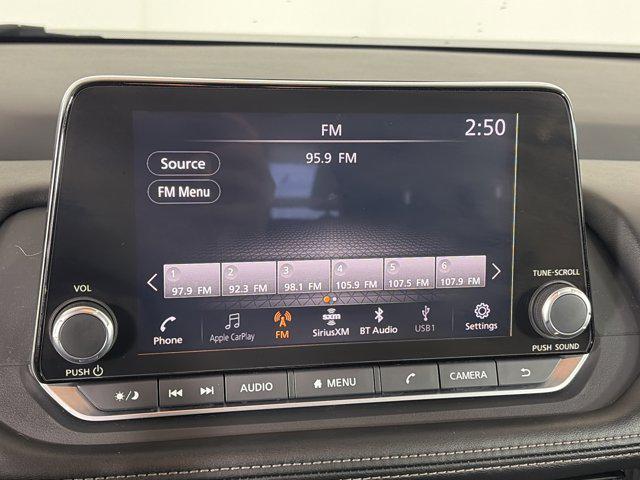 FM
2:50
Source
95.9 FM
FM Menu
1 2 3 4 5 6
97.9 FM 92.3 FM 98.1 FM 105.9 FM 107.5 FM 107.9 FM
VOL
TUNE·SCROLL
sxm
Phone Apple CarPlay FM SiriusXM BT Audio USB1 Settings
PUSH
PUSH SOUND
AUDIO MENU CAMERA